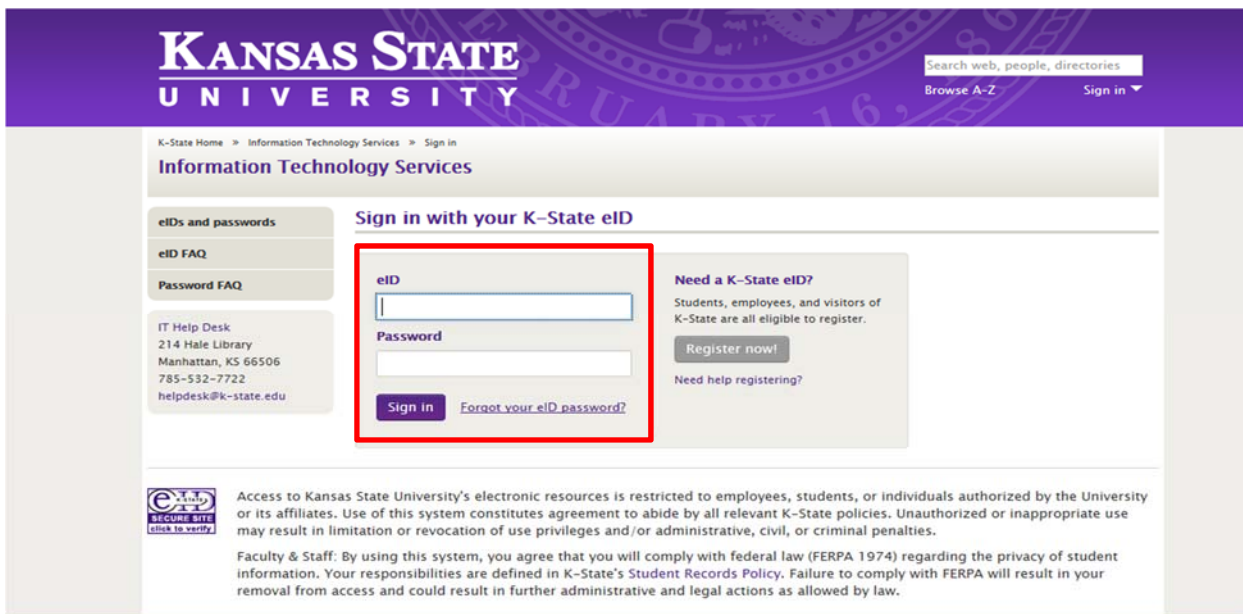 KANSAS STATE
UNIVERSITY
FEBRUARY 16, 186
Search web, people, directories
Browse A-Z
Sign in
K-State Home » Information Technology Services » Sign in
Information Technology Services
eIDs and passwords
eID FAQ
Password FAQ
IT Help Desk
214 Hale Library
Manhattan, KS 66506
785-532-7722
helpdesk@k-state.edu
Sign in with your K-State eID
eID
Password
Sign in
Forgot your eID password?
Need a K-State eID?
Students, employees, and visitors of
K-State are all eligible to register.
Register now!
Need help registering?
eID
K-State
SECURE SITE
click to verify
Access to Kansas State University's electronic resources is restricted to employees, students, or individuals authorized by the University
or its affiliates. Use of this system constitutes agreement to abide by all relevant K-State policies. Unauthorized or inappropriate use
may result in limitation or revocation of use privileges and/or administrative, civil, or criminal penalties.
Faculty & Staff: By using this system, you agree that you will comply with federal law (FERPA 1974) regarding the privacy of student
information. Your responsibilities are defined in K-State's Student Records Policy. Failure to comply with FERPA will result in your
removal from access and could result in further administrative and legal actions as allowed by law.